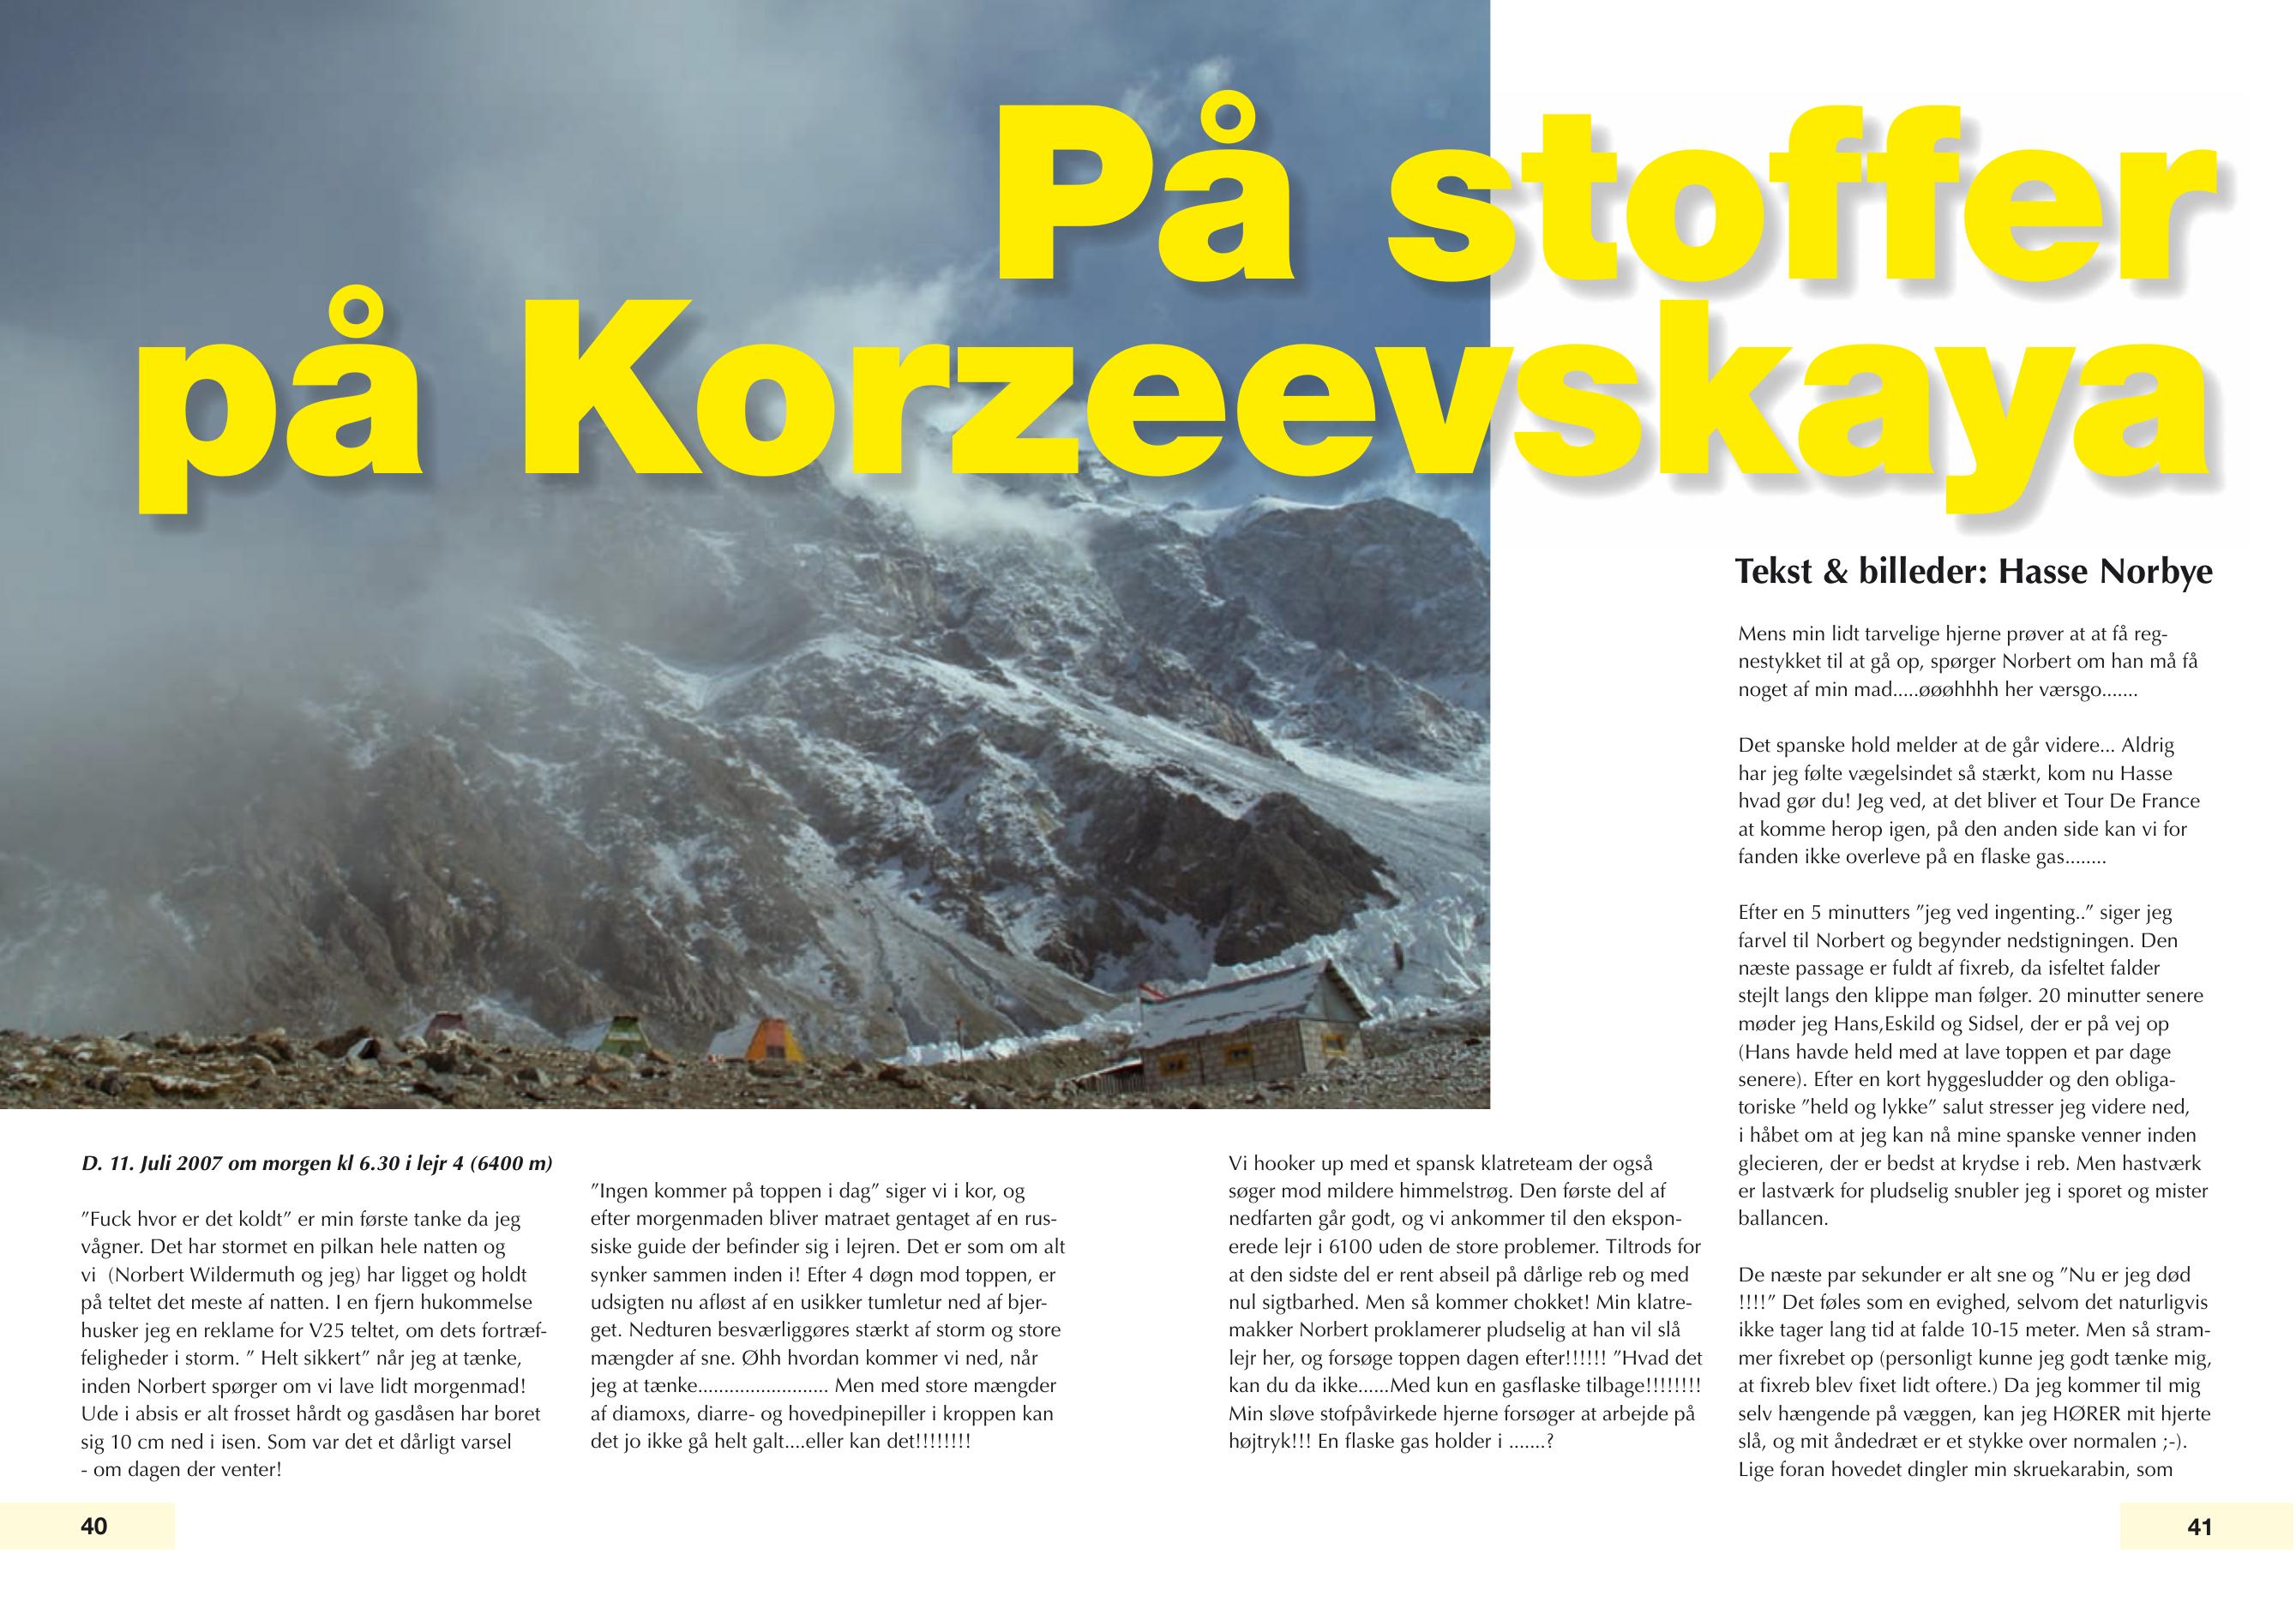 På stoffer
på Korzeevskaya
Tekst & billeder: Hasse Norbye
D. 11. Juli 2007 om morgen kl 6.30 i lejr 4 (6400 m)
”Fuck hvor er det koldt” er min første tanke da jeg
vågner. Det har stormet en pilkan hele natten og
vi  (Norbert Wildermuth og jeg) har ligget og holdt
på teltet det meste af natten. I en fjern hukommelse
husker jeg en reklame for V25 teltet, om dets fortræf-
feligheder i storm. ” Helt sikkert” når jeg at tænke,
inden Norbert spørger om vi lave lidt morgenmad!
Ude i absis er alt frosset hårdt og gasdåsen har boret
sig 10 cm ned i isen. Som var det et dårligt varsel
- om dagen der venter!
”Ingen kommer på toppen i dag” siger vi i kor, og
efter morgenmaden bliver matraet gentaget af en rus-
siske guide der befinder sig i lejren. Det er som om alt
synker sammen inden i! Efter 4 døgn mod toppen, er
udsigten nu afløst af en usikker tumletur ned af bjer-
get. Nedturen besværliggøres stærkt af storm og store
mængder af sne. Øhh hvordan kommer vi ned, når
jeg at tænke......................... Men med store mængder
af diamoxs, diarre- og hovedpinepiller i kroppen kan
det jo ikke gå helt galt....eller kan det!!!!!!!!
Vi hooker up med et spansk klatreteam der også
søger mod mildere himmelstrøg. Den første del af
nedfarten går godt, og vi ankommer til den ekspon-
erede lejr i 6100 uden de store problemer. Tiltrods for
at den sidste del er rent abseil på dårlige reb og med
nul sigtbarhed. Men så kommer chokket! Min klatre-
makker Norbert proklamerer pludselig at han vil slå
lejr her, og forsøge toppen dagen efter!!!!!! ”Hvad det
kan du da ikke......Med kun en gasflaske tilbage!!!!!!!!
Min sløve stofpåvirkede hjerne forsøger at arbejde på
højtryk!!! En flaske gas holder i .......?
Mens min lidt tarvelige hjerne prøver at at få reg-
nestykket til at gå op, spørger Norbert om han må få
noget af min mad.....øøøhhhh her værsgo.......
Det spanske hold melder at de går videre... Aldrig
har jeg følte vægelsindet så stærkt, kom nu Hasse
hvad gør du! Jeg ved, at det bliver et Tour De France
at komme herop igen, på den anden side kan vi for
fanden ikke overleve på en flaske gas........
Efter en 5 minutters ”jeg ved ingenting..” siger jeg
farvel til Norbert og begynder nedstigningen. Den
næste passage er fuldt af fixreb, da isfeltet falder
stejlt langs den klippe man følger. 20 minutter senere
møder jeg Hans,Eskild og Sidsel, der er på vej op
(Hans havde held med at lave toppen et par dage
senere). Efter en kort hyggesludder og den obliga-
toriske ”held og lykke” salut stresser jeg videre ned,
i håbet om at jeg kan nå mine spanske venner inden
glecieren, der er bedst at krydse i reb. Men hastværk
er lastværk for pludselig snubler jeg i sporet og mister
ballancen.
De næste par sekunder er alt sne og ”Nu er jeg død
!!!!” Det føles som en evighed, selvom det naturligvis
ikke tager lang tid at falde 10-15 meter. Men så stram-
mer fixrebet op (personligt kunne jeg godt tænke mig,
at fixreb blev fixet lidt oftere.) Da jeg kommer til mig
selv hængende på væggen, kan jeg HØRER mit hjerte
slå, og mit åndedræt er et stykke over normalen ;-).
Lige foran hovedet dingler min skruekarabin, som
40
41